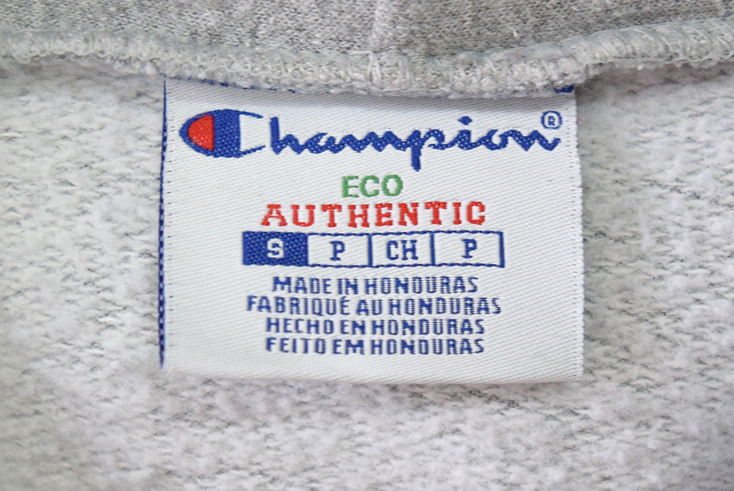 Champion®
ECO
AUTHENTIC
S P CH P
MADE IN HONDURAS
FABRIQUÉ AU HONDURAS
HECHO EN HONDURAS
FEITO EM HONDURAS